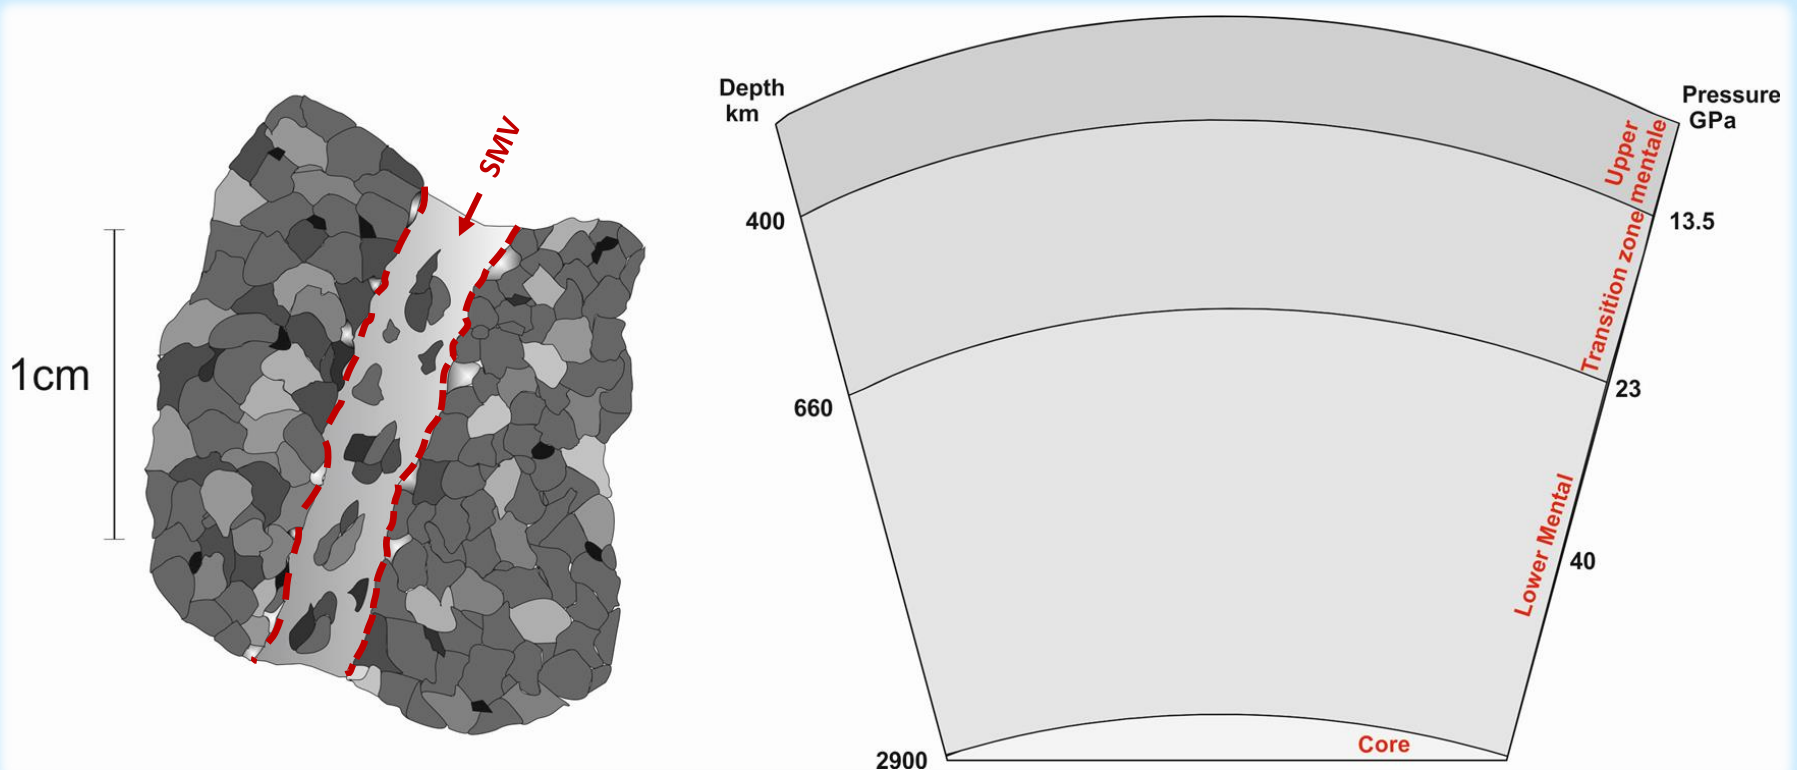 1cm
SMV
Depth
km
400
660
2900
Pressure
GPa
13.5
23
40
Upper
mentale
Transition zone
Lower Mental
Core